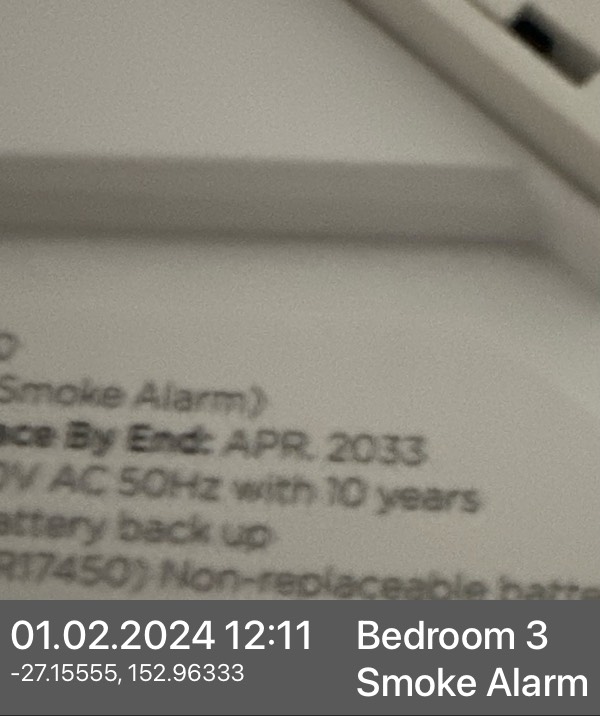 Smoke Alarm)
ace By End: APR. 2033
0V AC 50Hz with 10 years
attery back up
R17450) Non-replaceable batte
01.02.2024 12:11
-27.15555, 152.96333
Bedroom 3
Smoke Alarm